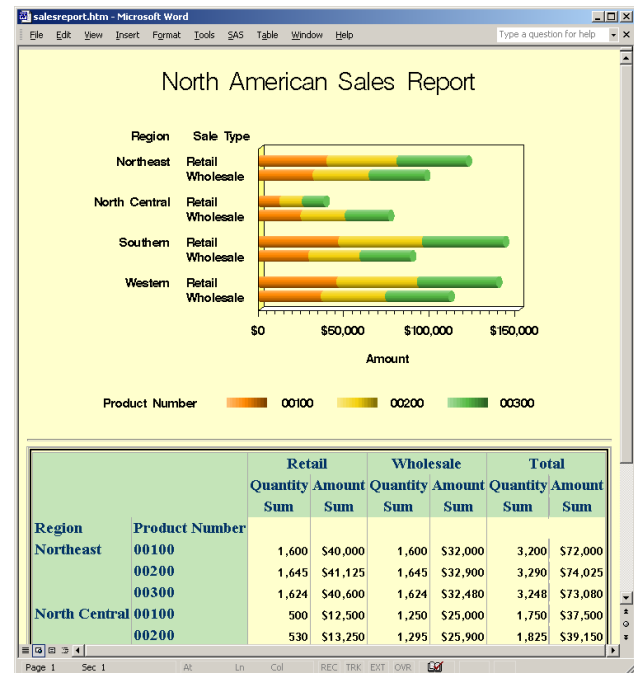 salesreport.htm - Microsoft Word
File Edit View Insert Format Tools SAS Table Window Help Type a question for help
North American Sales Report
Region Sale Type
Northeast Retail
Wholesale
North Central Retail
Wholesale
Southern Retail
Wholesale
Western Retail
Wholesale
$0 $50,000 $100,000 $150,000
Amount
Product Number 00100 00200 00300
Retail Wholesale Total
Quantity Amount Quantity Amount Quantity Amount
Sum Sum Sum Sum Sum Sum
Region Product Number
Northeast 00100 1,600 $40,000 1,600 $32,000 3,200 $72,000
00200 1,645 $41,125 1,645 $32,900 3,290 $74,025
00300 1,624 $40,600 1,624 $32,480 3,248 $73,080
North Central 00100 500 $12,500 1,250 $25,000 1,750 $37,500
00200 530 $13,250 1,295 $25,900 1,825 $39,150
Page 1 Sec 1 At Ln Col REC TRK EXT OVR